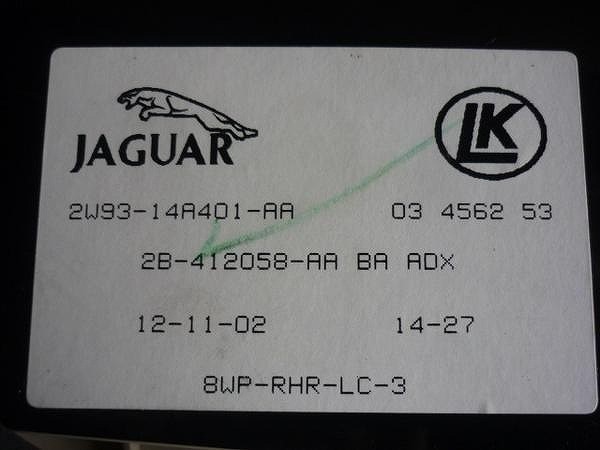 JAGUAR
LK
2W93-14A401-AA 03 4562 53
2B-412058-AA BA ADX
12-11-02 14-27
8WP-RHR-LC-3